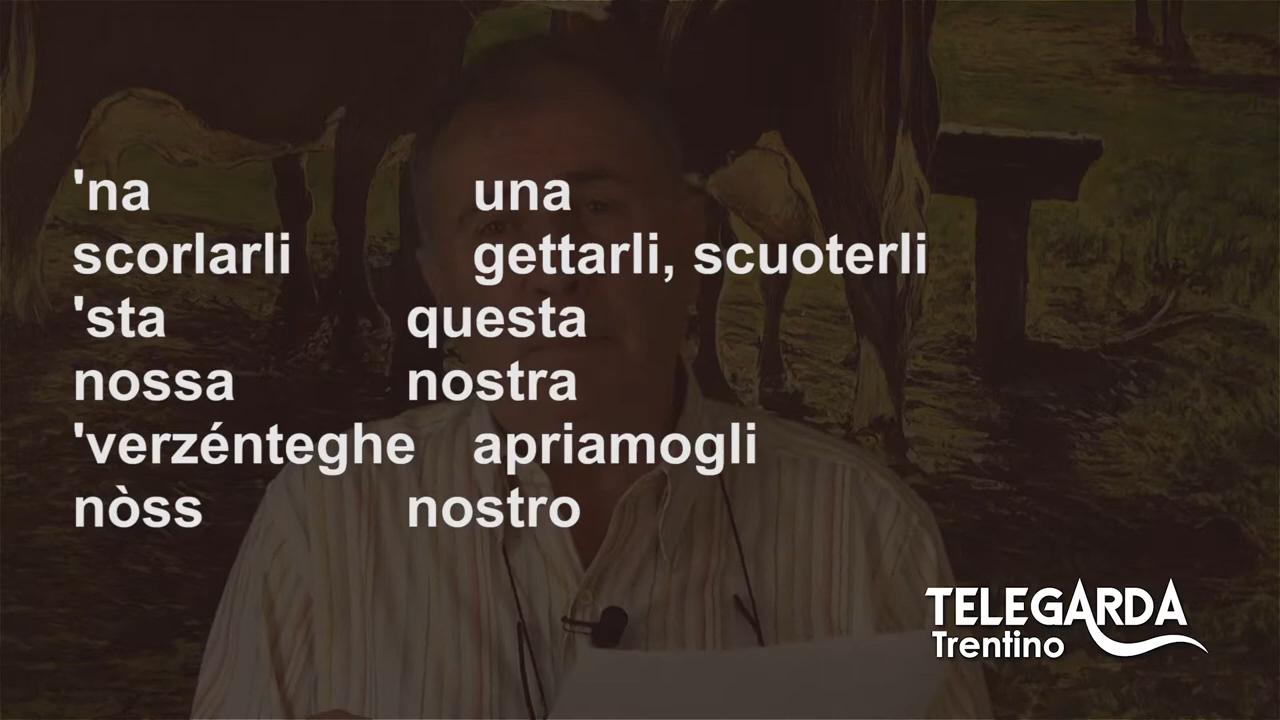 'na una
scorlarli gettarli, scuoterli
'sta questa
nossa nostra
'verzénteghe apriamogli
nòss nostro
TELEGARDA
Trentino